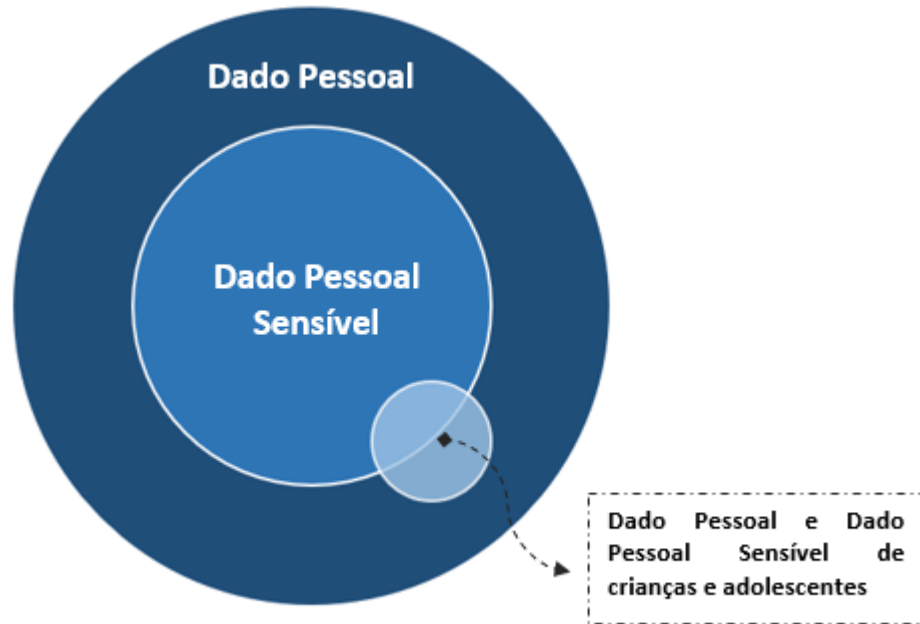 Dado Pessoal
Dado Pessoal
Sensível
Dado Pessoal e Dado
Pessoal Sensível de
crianças e adolescentes